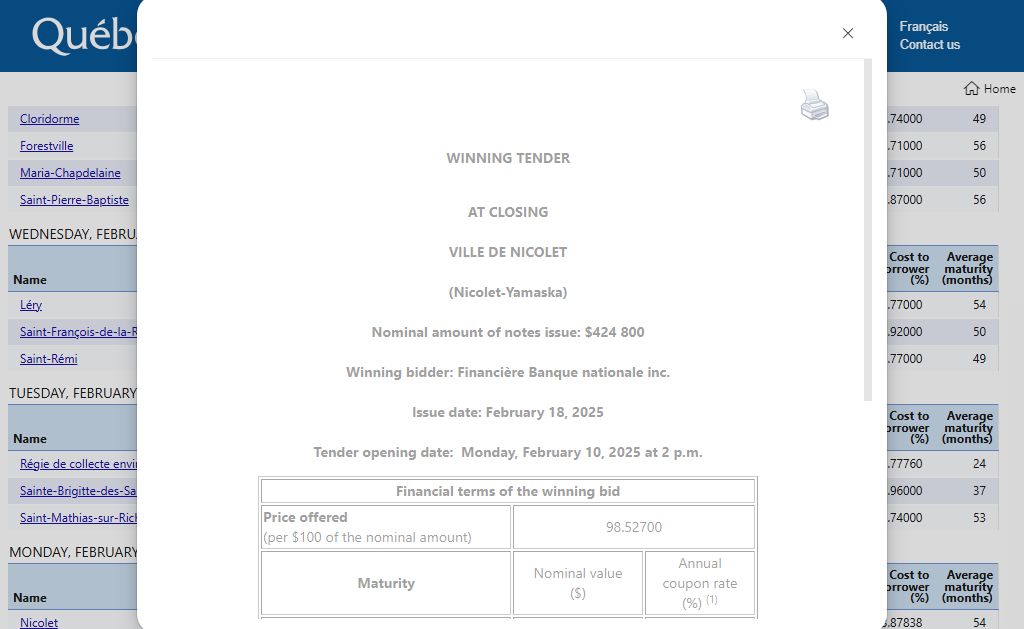 Québ
Français
Contact us
Home
Cloridorme
.74000 49
Forestville
.71000 56
Maria-Chapdelaine
.71000 50
Saint-Pierre-Baptiste
.87000 56
WEDNESDAY, FEBRU
Name
Cost to
orrower
(%)
Average
maturity
(months)
Léry
.77000 54
Saint-François-de-la-R
.92000 50
Saint-Rémi
.77000 49
TUESDAY, FEBRUARY
Name
Cost to
orrower
(%)
Average
maturity
(months)
Régie de collecte envi
.77760 24
Sainte-Brigitte-des-Sa
.96000 37
Saint-Mathias-sur-Rich
.74000 53
MONDAY, FEBRUARY
Name
Cost to
orrower
(%)
Average
maturity
(months)
Nicolet
.87838 54
WINNING TENDER
AT CLOSING
VILLE DE NICOLET
(Nicolet-Yamaska)
Nominal amount of notes issue: $424 800
Winning bidder: Financière Banque nationale inc.
Issue date: February 18, 2025
Tender opening date: Monday, February 10, 2025 at 2 p.m.
Financial terms of the winning bid
Price offered
(per $100 of the nominal amount)
98.52700
Maturity
Nominal value
($)
Annual
coupon rate
(%) (1)